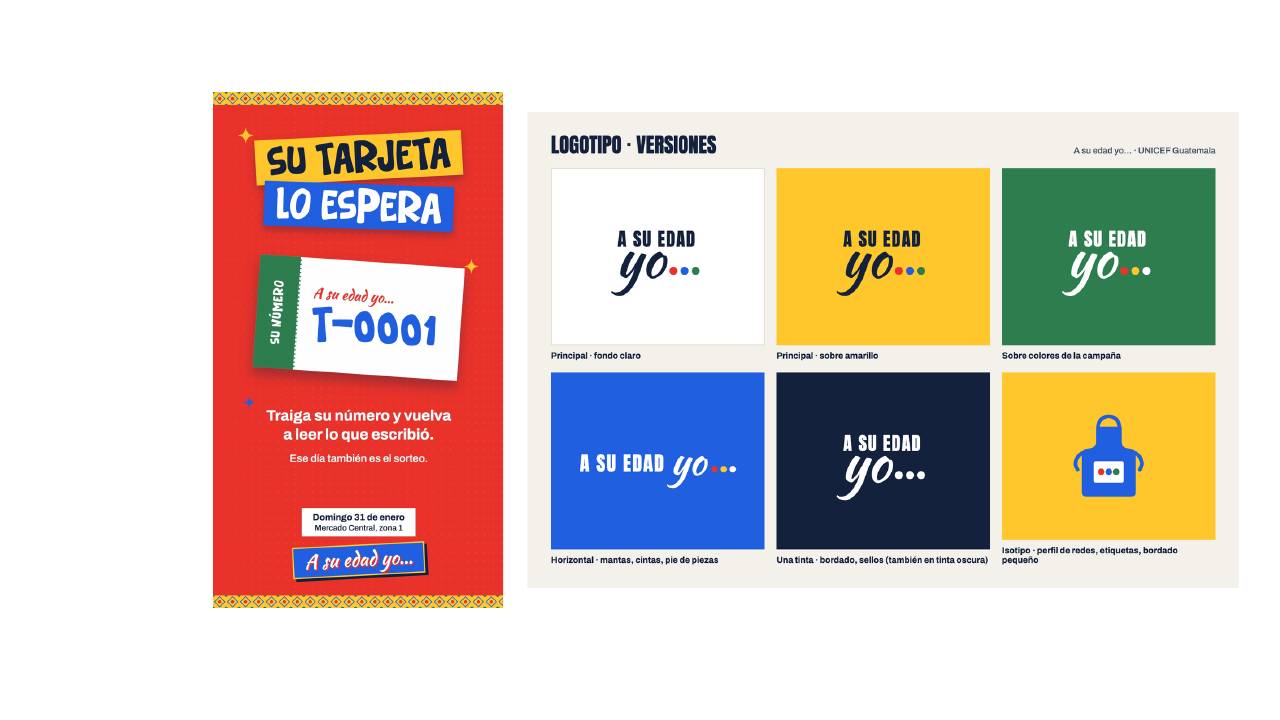 SU TARJETA
LO ESPERA
SU NÚMERO
A su edad yo...
T-0001
Traiga su número y vuelva
a leer lo que escribió.
Ese día también es el sorteo.
Domingo 31 de enero
Mercado Central, zona 1
A su edad yo...
LOGOTIPO · VERSIONES
A su edad yo... · UNICEF Guatemala
A SU EDAD
yo...
Principal · fondo claro
A SU EDAD
yo...
Principal · sobre amarillo
A SU EDAD
yo...
Sobre colores de la campaña
A SU EDAD yo...
Horizontal · mantas, cintas, pie de piezas
A SU EDAD
yo...
Una tinta · bordado, sellos (también en tinta oscura)
Isotipo · perfil de redes, etiquetas, bordado
pequeño